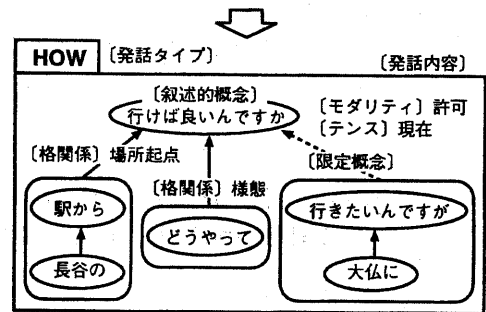 HOW 〔発話タイプ〕 〔発話内容〕
〔叙述的概念〕
行けば良いんですか
〔モダリティ〕許可
〔テンス〕現在
〔格関係〕場所起点
〔格関係〕様態
〔限定概念〕
駅から
どうやって
行きたいんですが
長谷の
大仏に